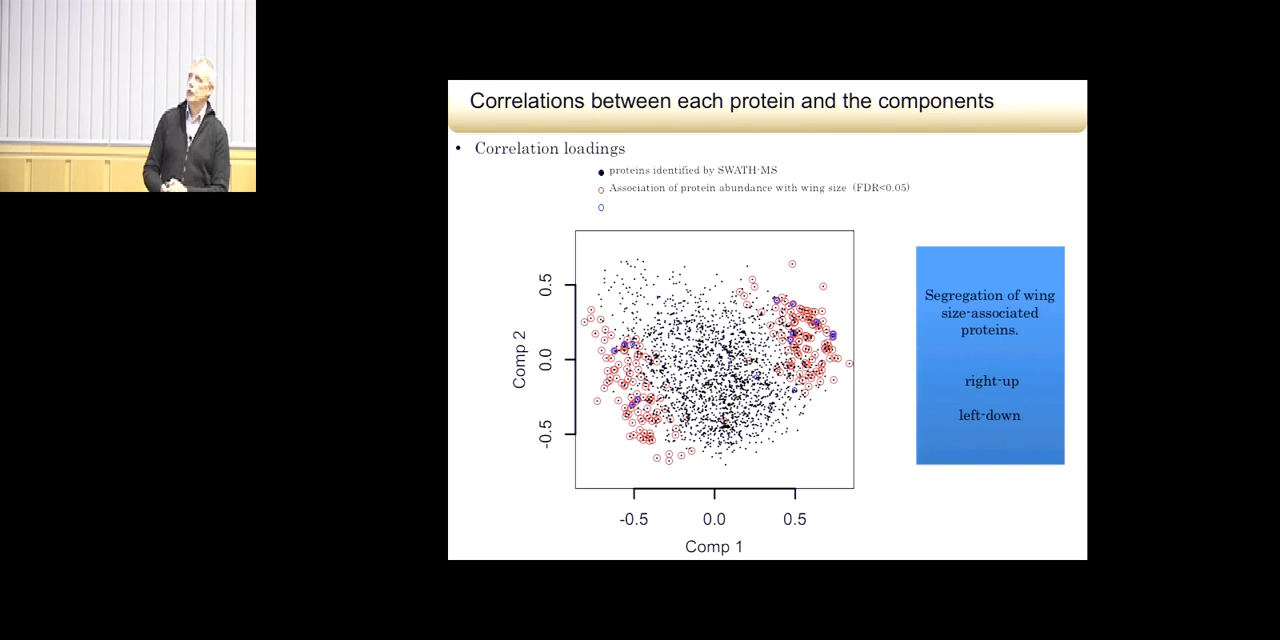 Correlations between each protein and the components
• Correlation loadings
proteins identified by SWATH-MS
Association of protein abundance with wing size (FDR<0.05)
0.5
0.0
-0.5
Comp 2
-0.5 0.0 0.5
Comp 1
Segregation of wing
size-associated
proteins.
right-up
left-down